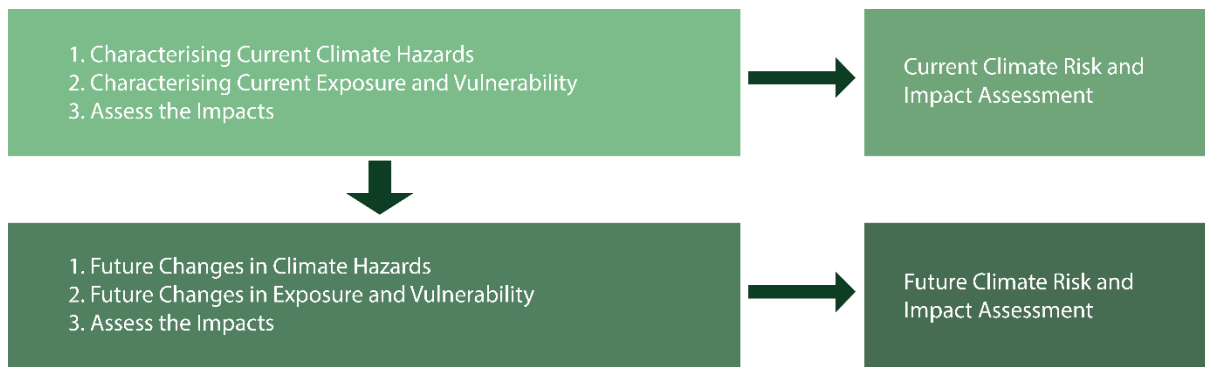 1. Characterising Current Climate Hazards
2. Characterising Current Exposure and Vulnerability
3. Assess the Impacts
Current Climate Risk and
Impact Assessment
1. Future Changes in Climate Hazards
2. Future Changes in Exposure and Vulnerability
3. Assess the Impacts
Future Climate Risk and
Impact Assessment